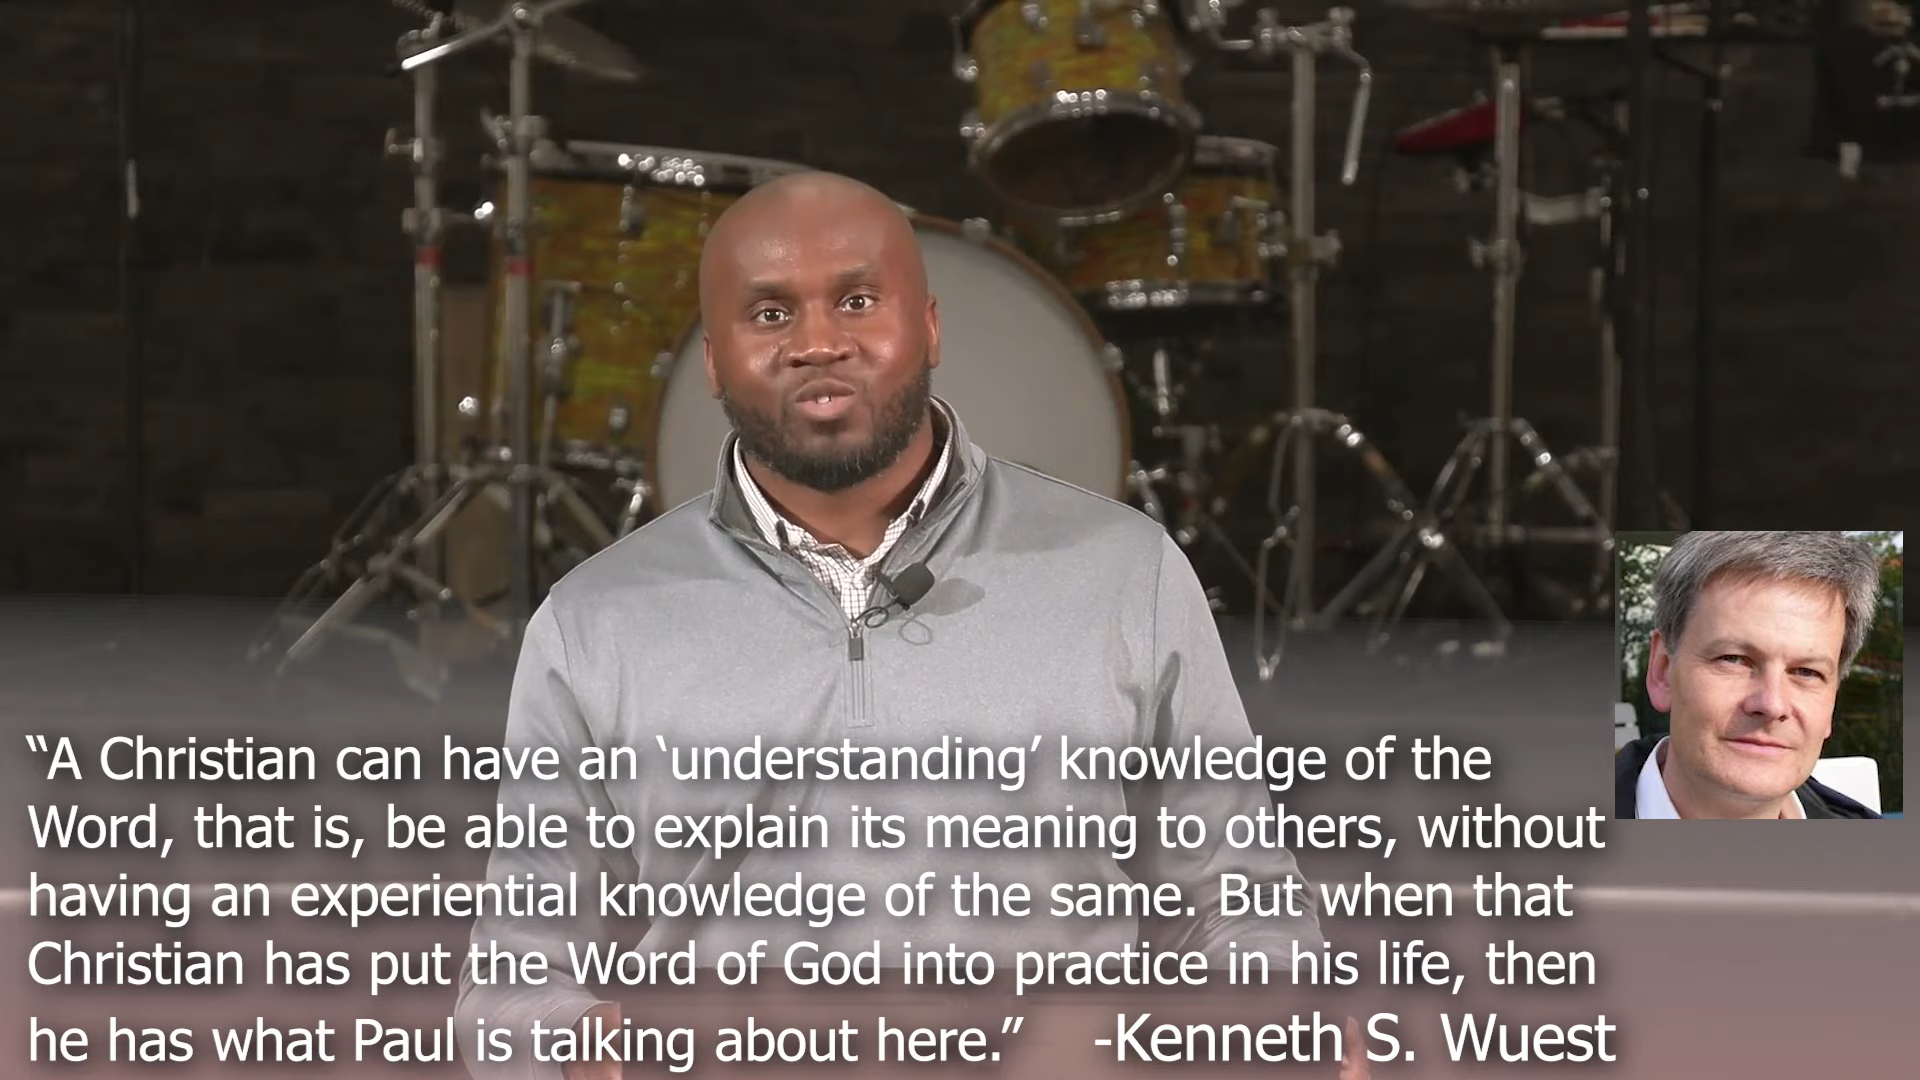 “A Christian can have an ‘understanding’ knowledge of the
Word, that is, be able to explain its meaning to others, without
having an experiential knowledge of the same. But when that
Christian has put the Word of God into practice in his life, then
he has what Paul is talking about here.” -Kenneth S. Wuest